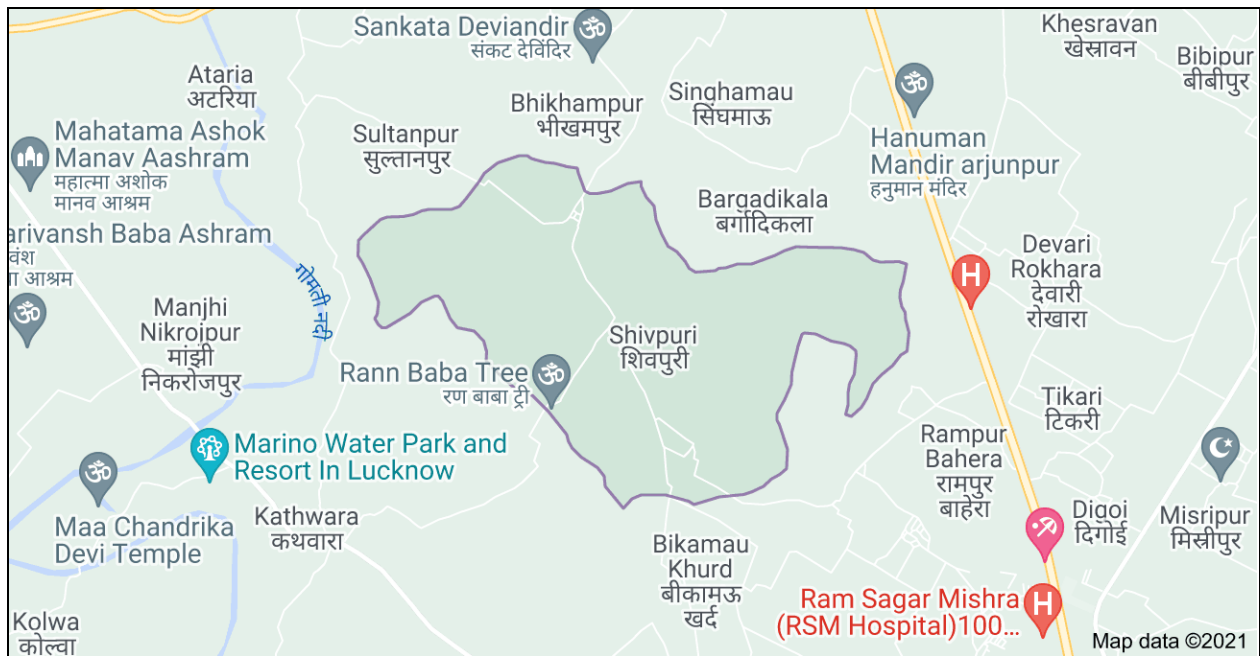 Sankata Deviandir
संकट देविंदिर
Khesravan
खेस्रावन
Bibipur
बीबीपुर
Ataria
अटरिया
Bhikhampur
भीखमपुर
Singhamau
सिंघमाऊ
Mahatama Ashok
Manav Aashram
महात्मा अशोक
मानव आश्रम
Sultanpur
सुल्तानपुर
Hanuman
Mandir arjunpur
हनुमान मंदिर
Bargadikala
बर्गादिकला
arivansh Baba Ashram
वंश
ा आश्रम
गोमती नदी
Devari
Rokhara
देवारी
रोखारा
H
Manjhi
Nikrojpur
मांझी
निकरोजपुर
Shivpuri
शिवपुरी
Rann Baba Tree
रण बाबा ट्री
Tikari
टिकरी
Marino Water Park and
Resort In Lucknow
Rampur
Bahera
रामपुर
बाहेरा
Maa Chandrika
Devi Temple
Kathwara
कथवारा
Digoi
दिगोई
Misripur
मिस्रीपुर
Bikamau
Khurd
बीकामऊ
खर्द
Ram Sagar Mishra
(RSM Hospital)100...
H
Kolwa
कोल्वा
Map data ©2021